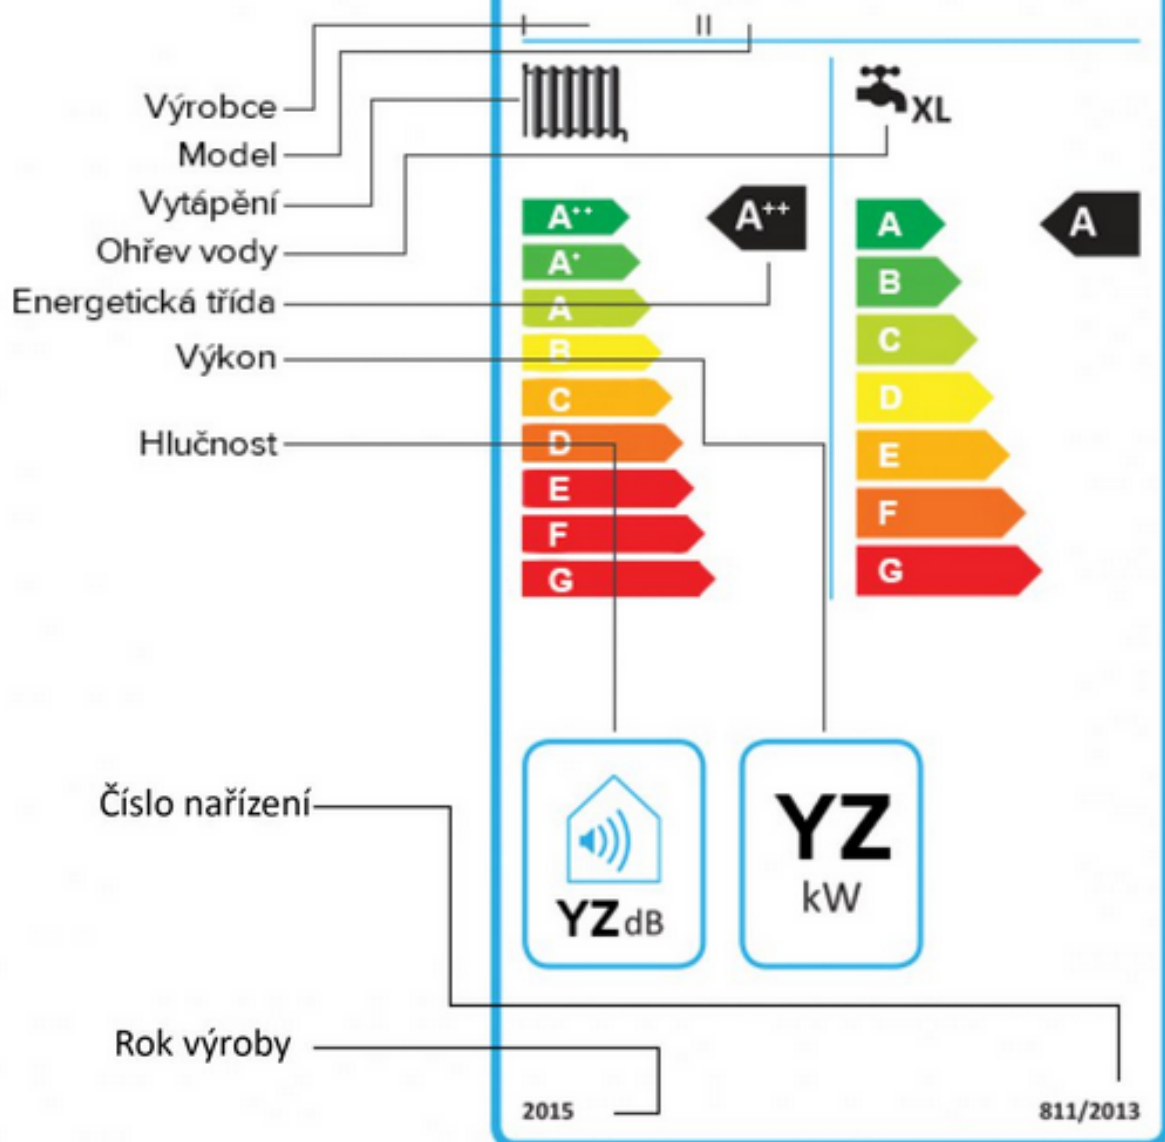 I II
Výrobce
Model
Vytápění
Ohřev vody
Energetická třída
Výkon
Hlučnost
Číslo nařízení
Rok výroby
XL
A++
A+
A
B
C
D
E
F
G
A++
A
B
C
D
E
F
G
A
YZ dB
YZ
kW
2015
811/2013